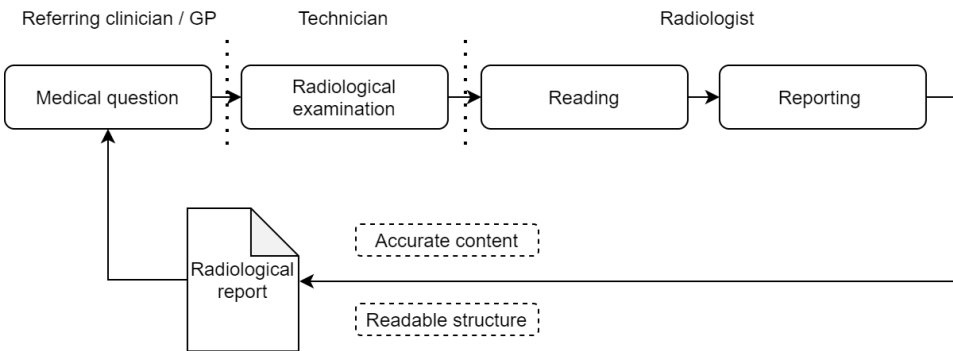 Referring clinician / GP
Technician
Radiologist
Medical question
Radiological
examination
Reading
Reporting
Accurate content
Radiological
report
Readable structure